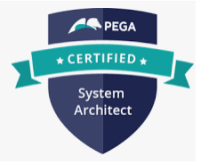 PEGA
★ CERTIFIED ★
System
Architect